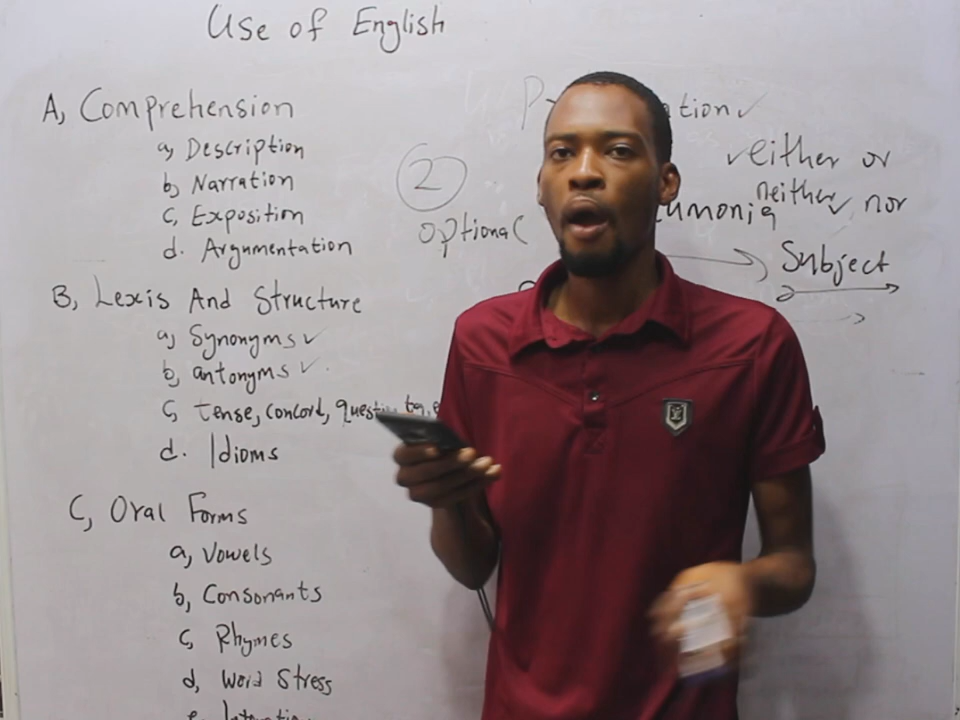 Use of English
A, Comprehension
a, Description
b, Narration
c, Exposition
d. Argumentation
B, Lexis And Structure
a, Synonyms ✓
b, antonyms ✓
c, tense, concord,
d. Idioms
C, Oral Forms
a, Vowels
b, Consonants
c, Rhymes
d, Word Stress
2
optional
✓either or
neither ✓ nor
Subject